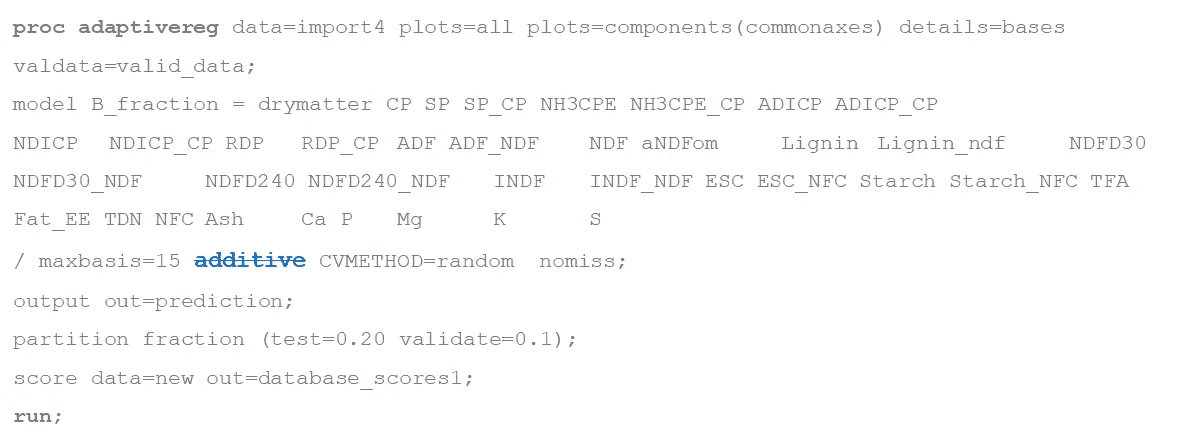 proc adaptivereg data=import4 plots=all plots=components(commonaxes) details=bases
valdata=valid_data;
model B_fraction = drymatter CP SP SP_CP NH3CPE NH3CPE_CP ADICP ADICP_CP
NDICP NDICP_CP RDP RDP_CP ADF ADF_NDF NDF aNDFom Lignin Lignin_ndf NDFD30
NDFD30_NDF NDFD240 NDFD240_NDF INDF INDF_NDF ESC ESC_NFC Starch Starch_NFC TFA
Fat_EE TDN NFC Ash Ca P Mg K S
/ maxbasis=15 additive CVMETHOD=random nomiss;
output out=prediction;
partition fraction (test=0.20 validate=0.1);
score data=new out=database_scores1;
run;